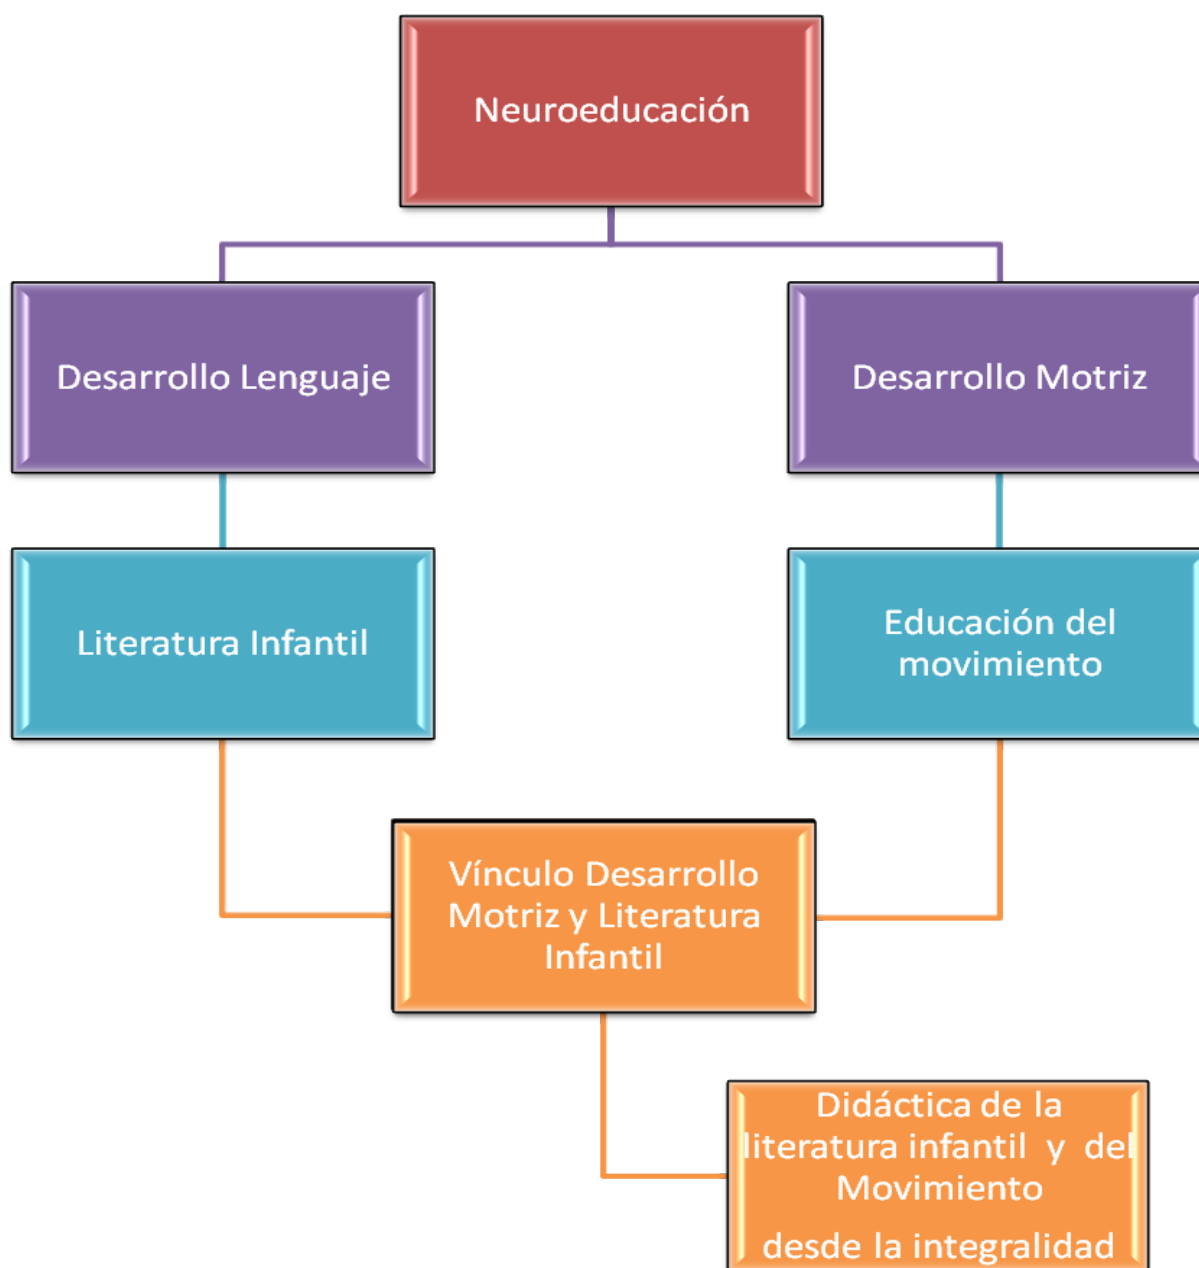 Neuroeducación
Desarrollo Lenguaje
Desarrollo Motriz
Literatura Infantil
Educación del
movimiento
Vínculo Desarrollo
Motriz y Literatura
Infantil
Didáctica de la
literatura infantil y del
Movimiento
desde la integralidad